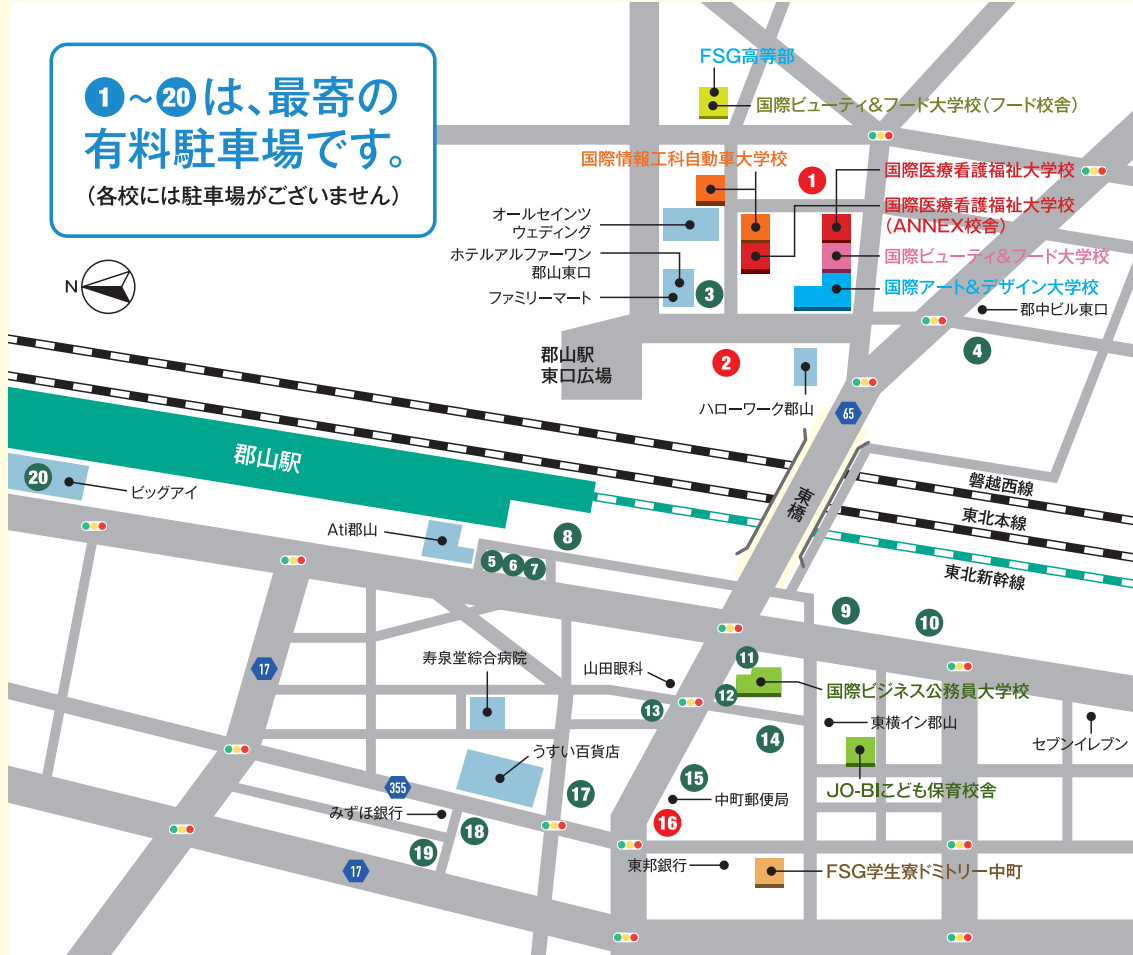 1~20は、最寄の
有料駐車場です。
(各校には駐車場がございません)
N
FSG高等部
国際ビューティ&フード大学校(フード校舎)
国際情報工科自動車大学校
1
国際医療看護福祉大学校
国際医療看護福祉大学校
(ANNEX校舎)
オールセインツ
ウェディング
ホテルアルファーワン
郡山東口
ファミリーマート
3
国際ビューティ&フード大学校
国際アート&デザイン大学校
郡中ビル東口
4
郡山駅
東口広場
2
ハローワーク郡山
65
郡山駅
20
ビッグアイ
東橋
磐越西線
東北本線
東北新幹線
Ati郡山
8
5
6
7
9
10
17
寿泉堂綜合病院
山田眼科
11
12
13
国際ビジネス公務員大学校
東横イン郡山
14
セブンイレブン
うすい百貨店
355
17
15
中町郵便局
JO-BIこども保育校舎
みずほ銀行
18
16
19
17
東邦銀行
FSG学生寮ドミトリー中町